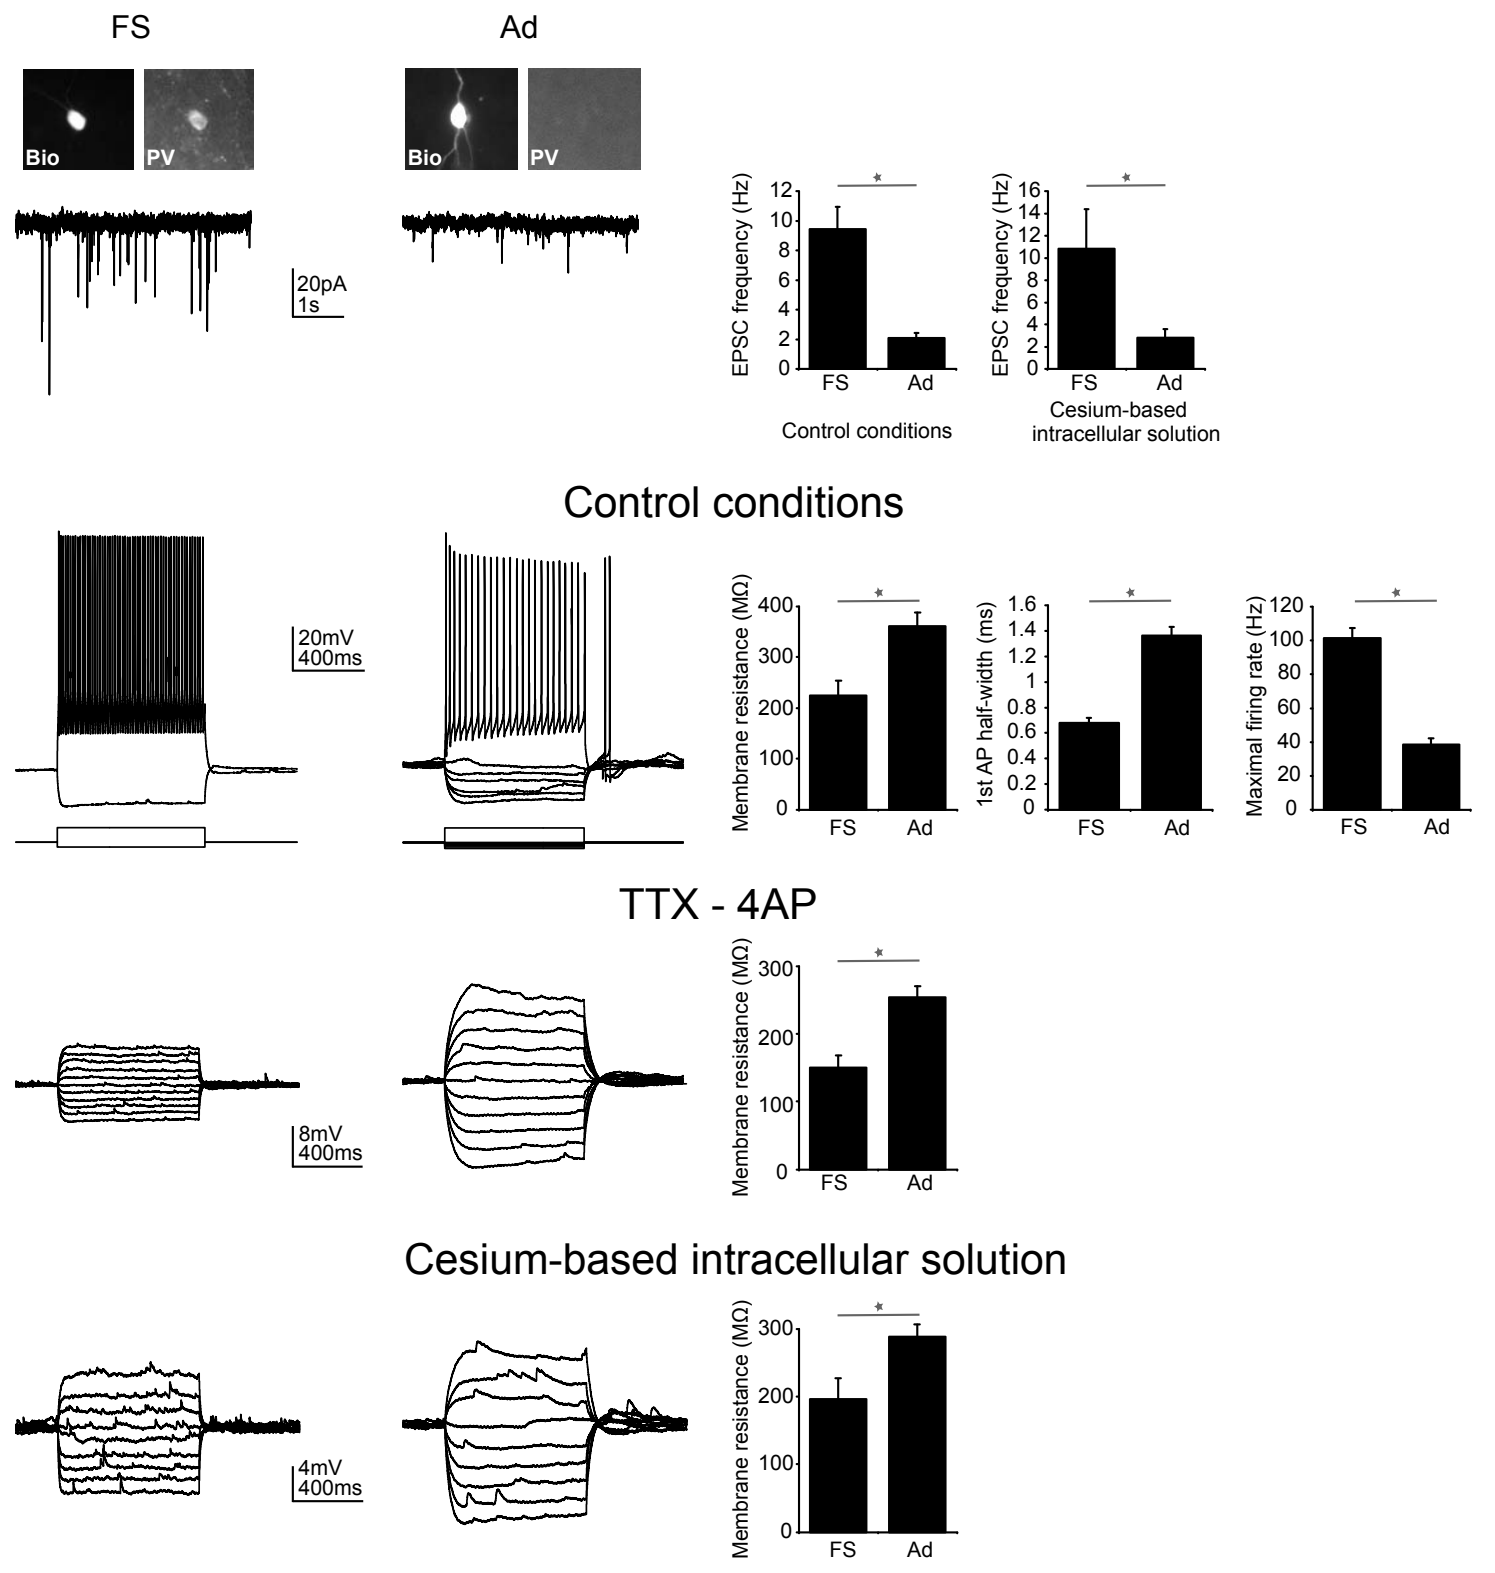 FS
Ad
Bio
PV
Bio
PV
20pA
1s
EPSC frequency (Hz)
12
10
8
6
4
2
0
FS
Ad
Control conditions
EPSC frequency (Hz)
16
14
12
10
8
6
4
2
0
FS
Ad
Cesium-based
intracellular solution
Control conditions
20mV
400ms
Membrane resistance (MΩ)
400
300
200
100
0
FS
Ad
1st AP half-width (ms)
1.6
1.4
1.2
1
0.8
0.6
0.4
0.2
0
FS
Ad
Maximal firing rate (Hz)
120
100
80
60
40
20
0
FS
Ad
TTX - 4AP
8mV
400ms
Membrane resistance (MΩ)
300
200
100
0
FS
Ad
Cesium-based intracellular solution
4mV
400ms
Membrane resistance (MΩ)
300
200
100
0
FS
Ad